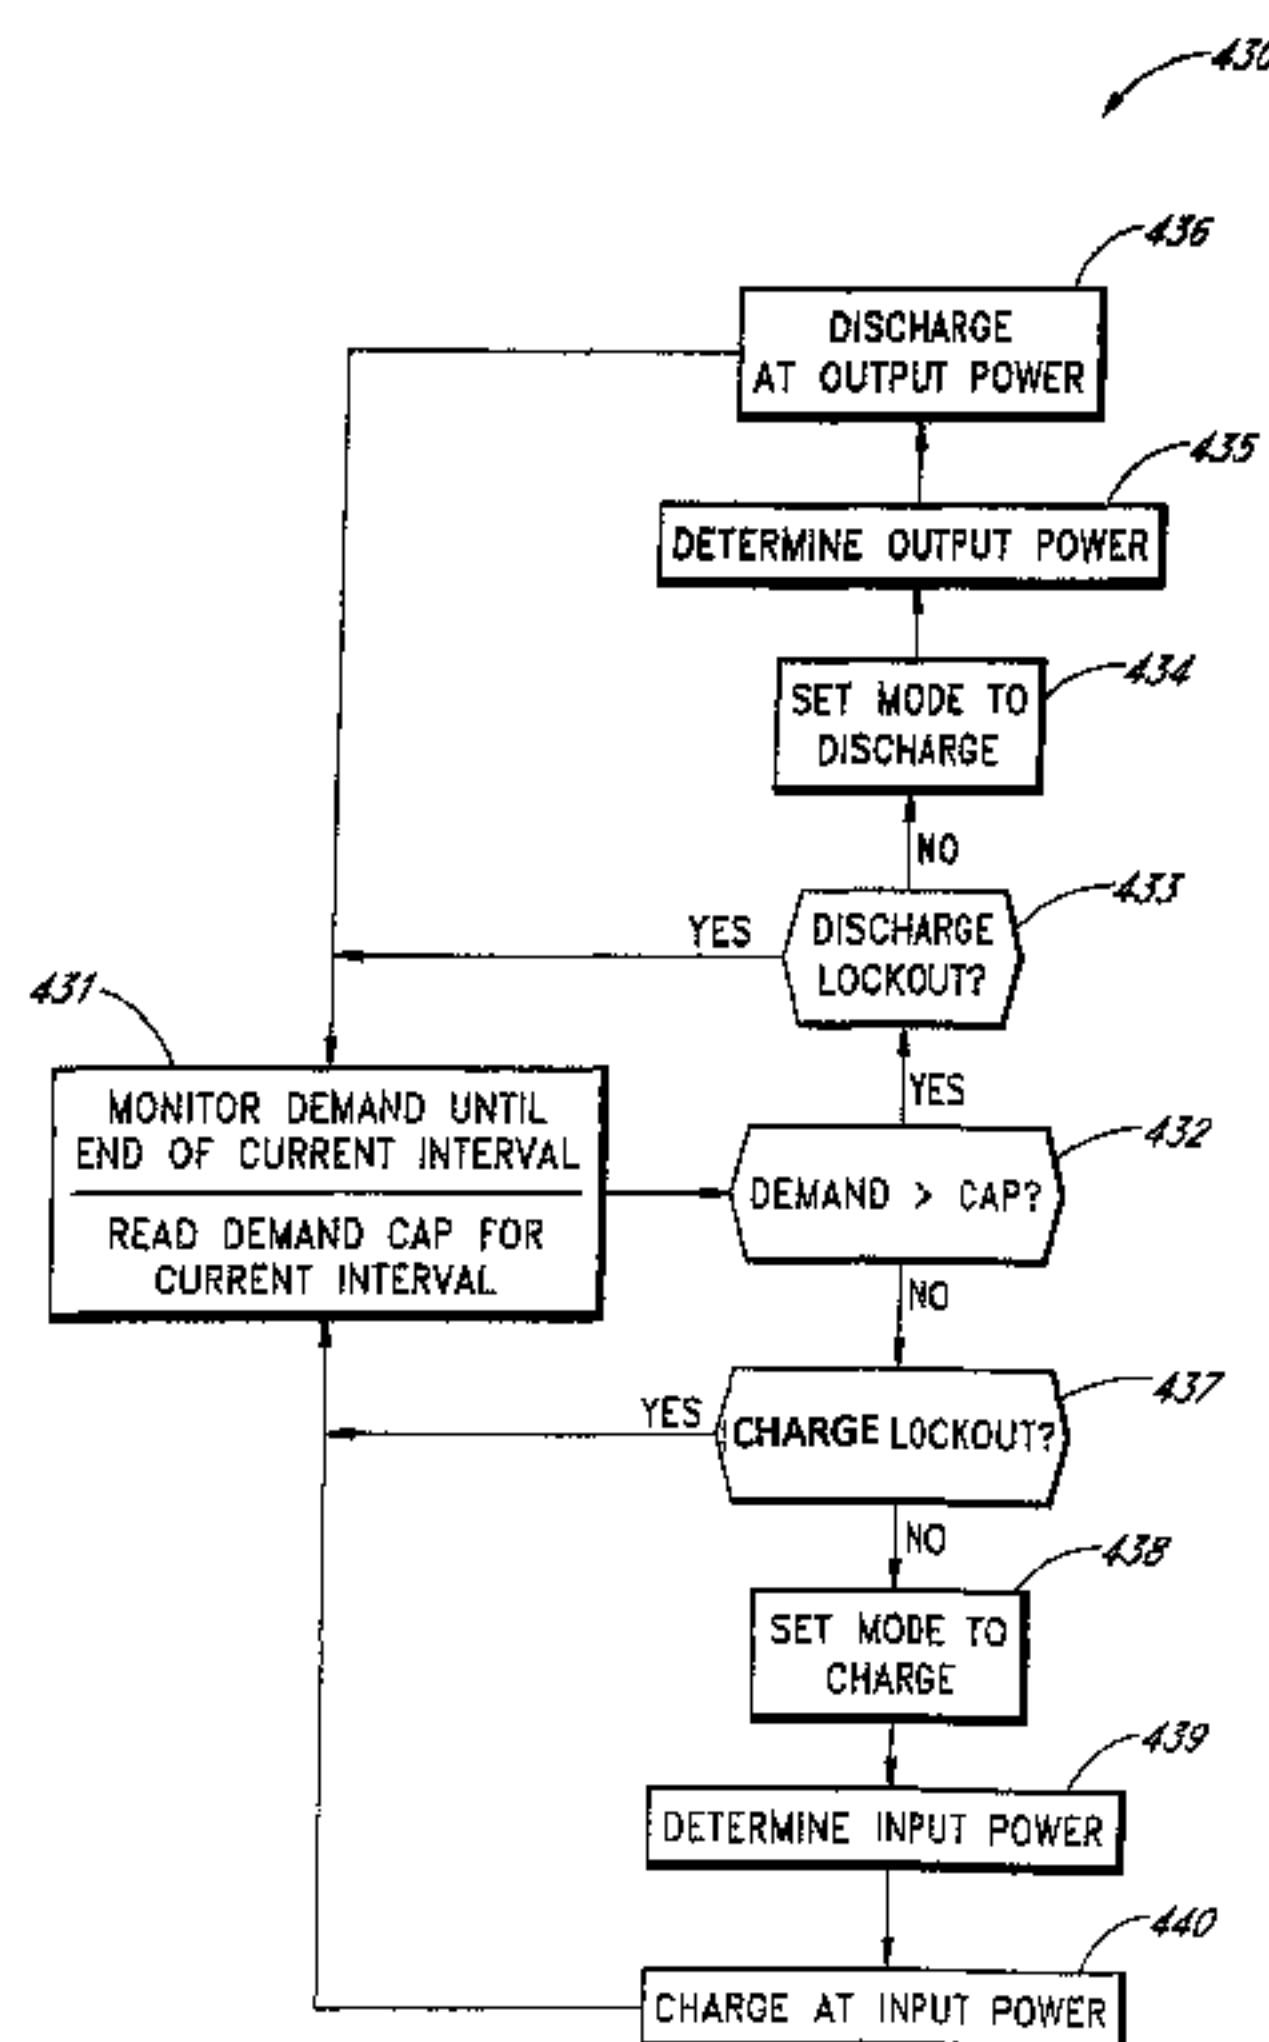 430
436
DISCHARGE
AT OUTPUT POWER
435
DETERMINE OUTPUT POWER
434
SET MODE TO
DISCHARGE
NO
433
YES
DISCHARGE
LOCKOUT?
431
YES
MONITOR DEMAND UNTIL
END OF CURRENT INTERVAL
READ DEMAND CAP FOR
CURRENT INTERVAL
432
DEMAND > CAP?
NO
437
YES
CHARGE LOCKOUT?
NO
438
SET MODE TO
CHARGE
439
DETERMINE INPUT POWER
440
CHARGE AT INPUT POWER